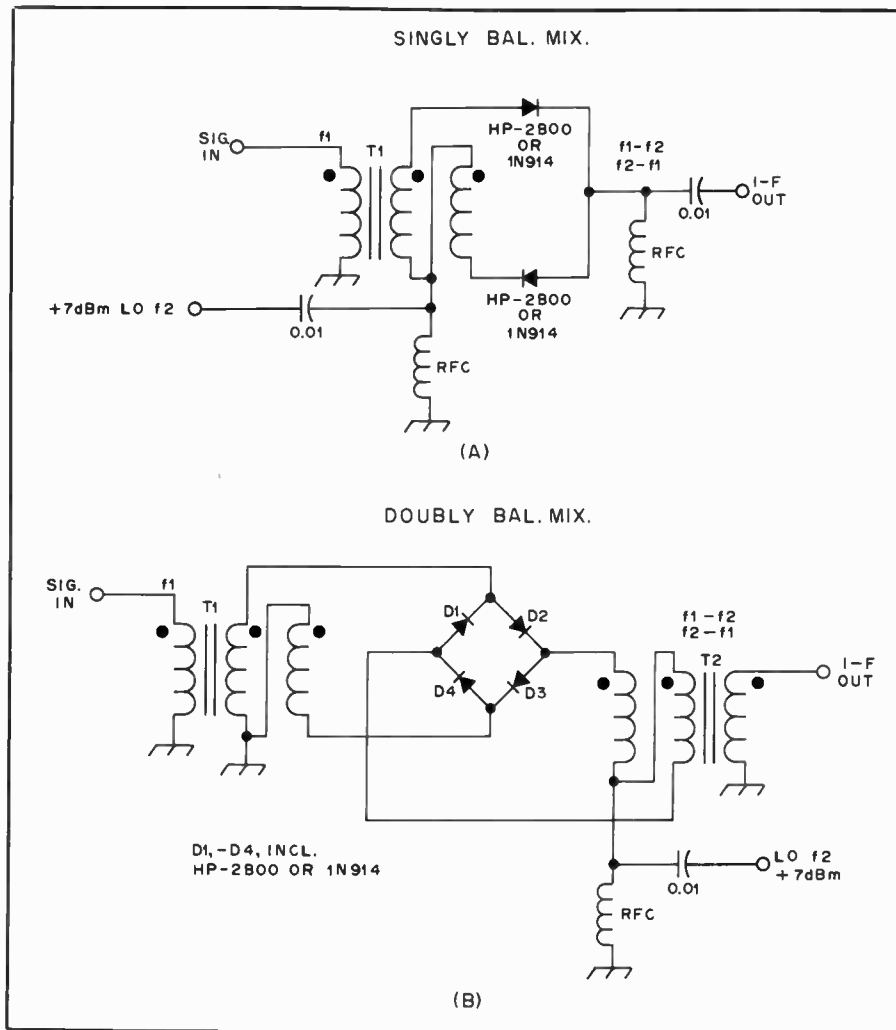 SINGLY BAL. MIX.
SIG. IN
f1
T1
HP-2800
OR
1N914
f1-f2
f2-f1
I-F
OUT
0.01
RFC
HP-2800
OR
1N914
+7dBm LO f2
0.01
RFC
(A)
DOUBLY BAL. MIX.
SIG.
IN
f1
T1
D1
D2
D4
D3
f1-f2
f2-f1
T2
I-F
OUT
D1,-D4, INCL.
HP-2800 OR 1N914
LO f2
+7dBm
0.01
RFC
(B)